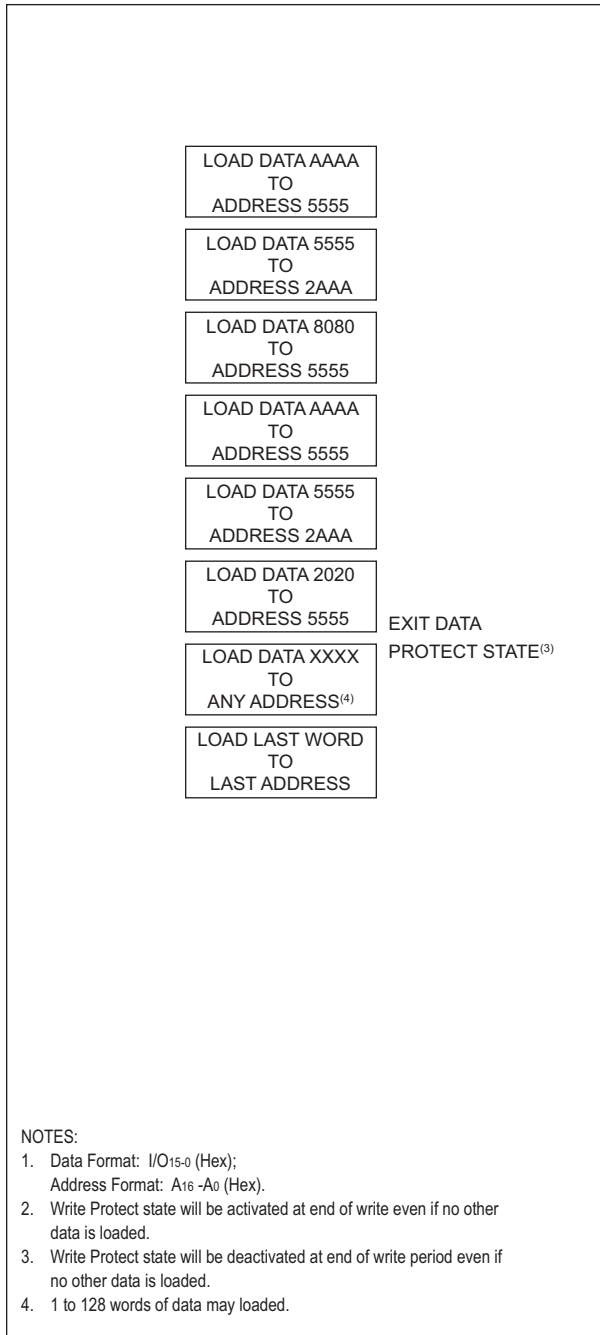 LOAD DATA AAAA
TO
ADDRESS 5555
LOAD DATA 5555
TO
ADDRESS 2AAA
LOAD DATA 8080
TO
ADDRESS 5555
LOAD DATA AAAA
TO
ADDRESS 5555
LOAD DATA 5555
TO
ADDRESS 2AAA
LOAD DATA 2020
TO
ADDRESS 5555
EXIT DATA
PROTECT STATE(3)
LOAD DATA XXXX
TO
ANY ADDRESS(4)
LOAD LAST WORD
TO
LAST ADDRESS
NOTES:
1. Data Format: I/O15-0 (Hex);
Address Format: A16 -A0 (Hex).
2. Write Protect state will be activated at end of write even if no other
data is loaded.
3. Write Protect state will be deactivated at end of write period even if
no other data is loaded.
4. 1 to 128 words of data may loaded.